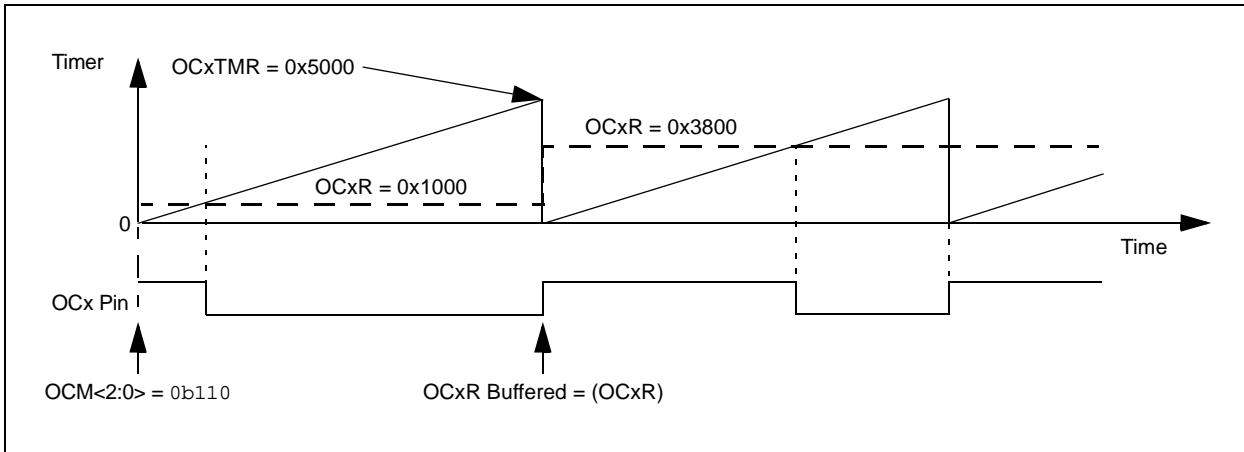 Timer
OCxTMR = 0x5000
OCxR = 0x3800
OCxR = 0x1000
0
Time
OCx Pin
OCM<2:0> = 0b110
OCxR Buffered = (OCxR)